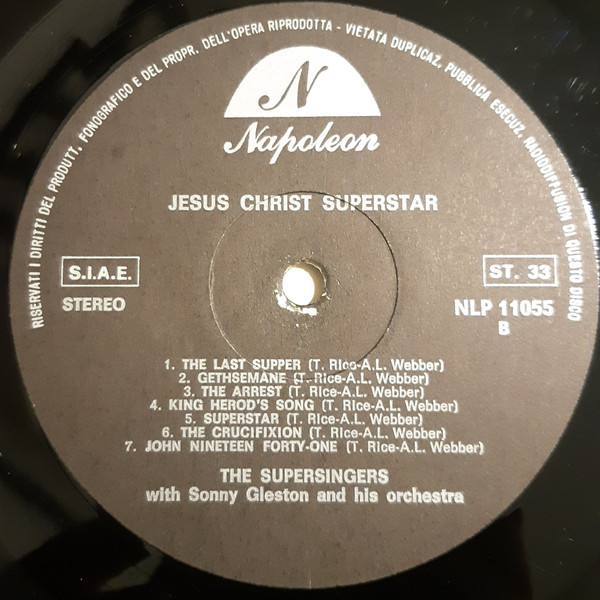 RISERVATI I DIRITTI DEL PRODUTT. FONOGRAFICO E DEL PROPR. DELL'OPERA RIPRODOTTA - VIETATA DUPLICAZ. PUBBLICA ESECUZ. RADIODIFFUSION DI QUESTO DISCO
N
Napoleon
JESUS CHRIST SUPERSTAR
S.I.A.E.
STEREO
ST. 33
NLP 11055
B
1. THE LAST SUPPER (T. Rice-A.L. Webber)
2. GETHSEMANE (T. Rice-A.L. Webber)
3. THE ARREST (T. Rice-A.L. Webber)
4. KING HEROD'S SONG (T. Rice-A.L. Webber)
5. SUPERSTAR (T. Rice-A.L. Webber)
6. THE CRUCIFIXION (T. Rice-A.L. Webber)
7. JOHN NINETEEN FORTY-ONE (T. Rice-A.L. Webber)
THE SUPERSINGERS
with Sonny Gleston and his orchestra